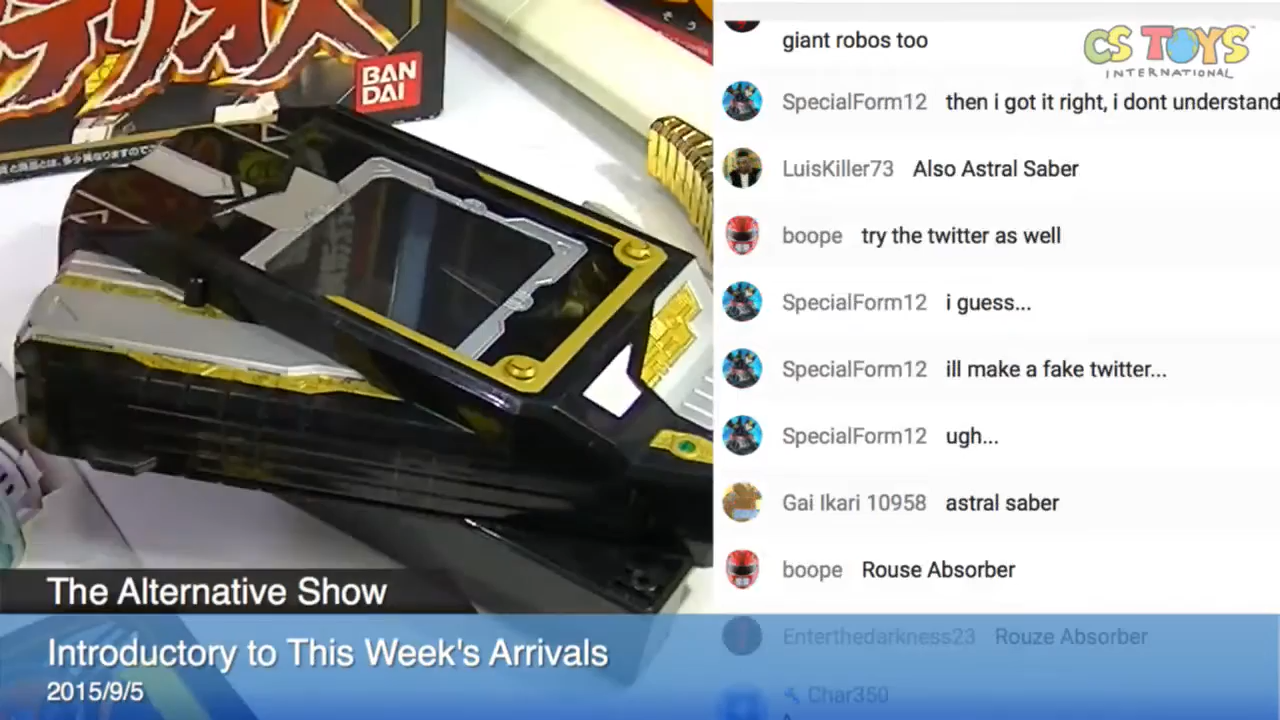 BAN
DAI
CS TOYS
INTERNATIONAL
giant robos too
SpecialForm12 then i got it right, i dont understand
LuisKiller73 Also Astral Saber
boope try the twitter as well
SpecialForm12 i guess...
SpecialForm12 ill make a fake twitter...
SpecialForm12 ugh...
Gai Ikari 10958 astral saber
boope Rouse Absorber
Enterthedarkness23 Rouze Absorber
Char350
The Alternative Show
Introductory to This Week's Arrivals
2015/9/5